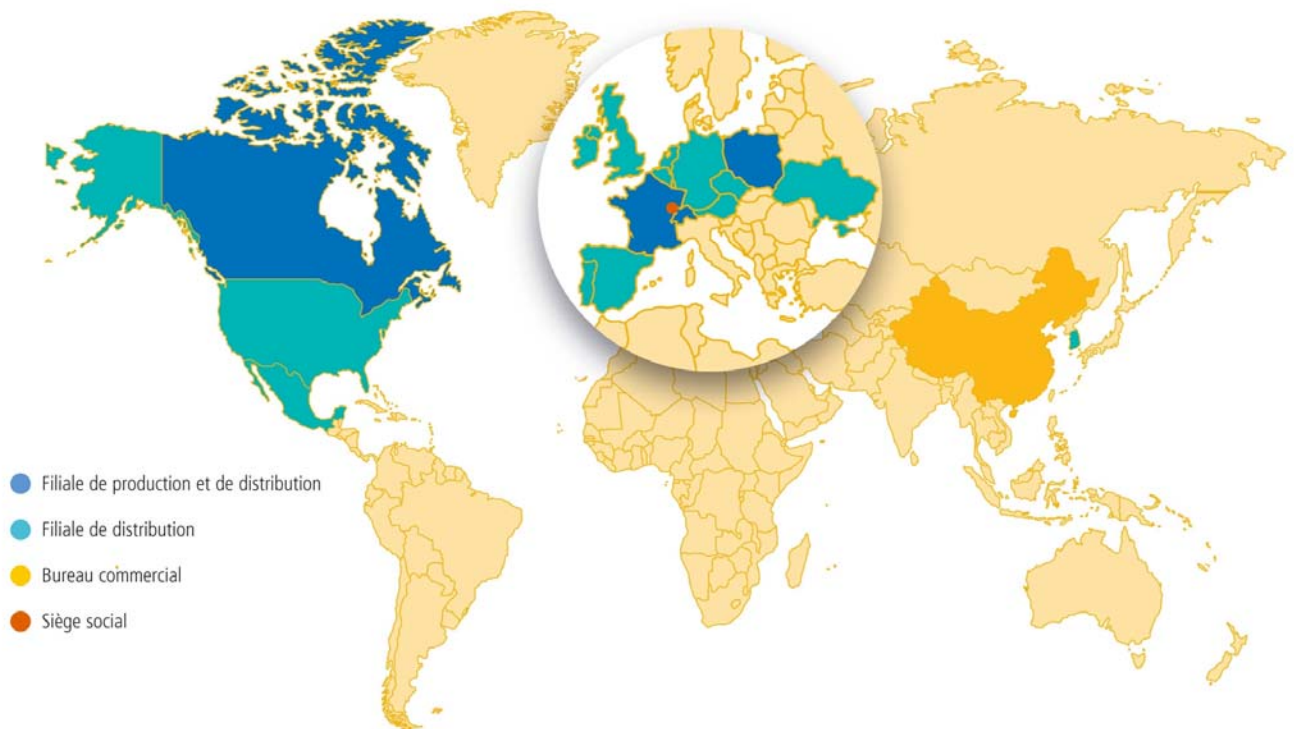 Filiale de production et de distribution
Filiale de distribution
Bureau commercial
Siège social